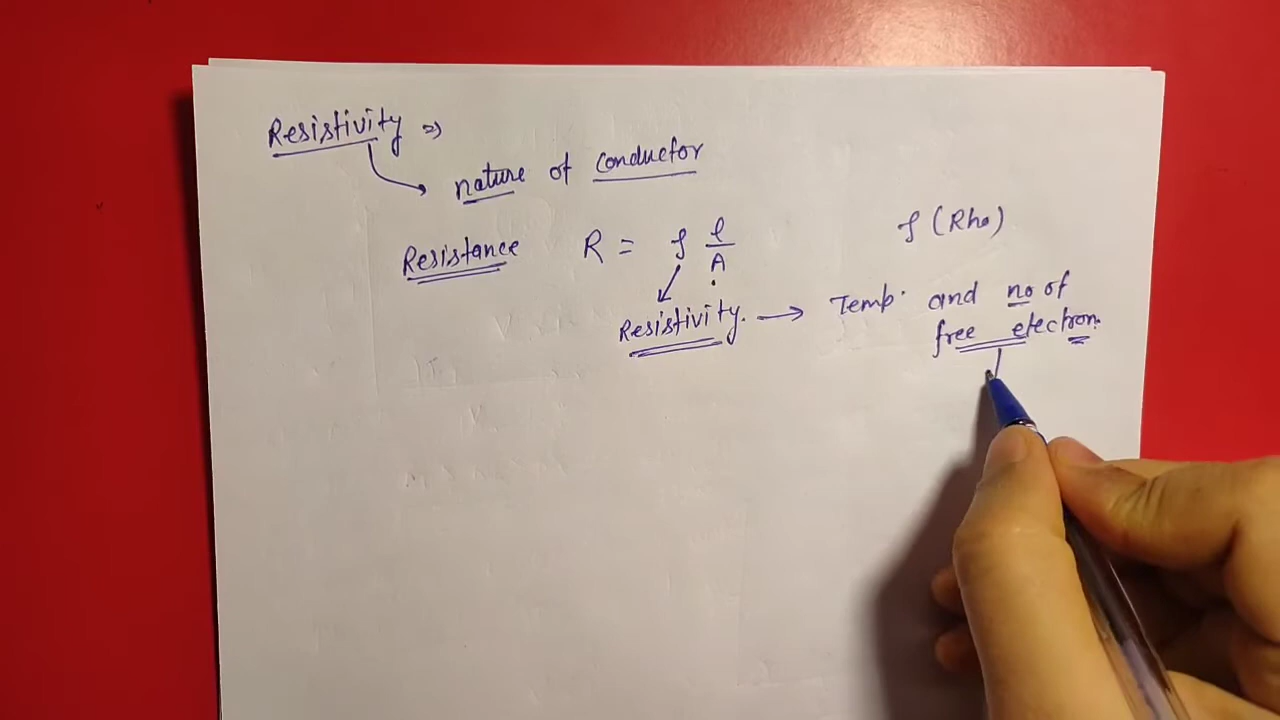 Resistivity ⇒
nature of conductor
Resistance R = ρ l/A
ρ (Rho)
Resistivity. → Temp. and no of
free electron.